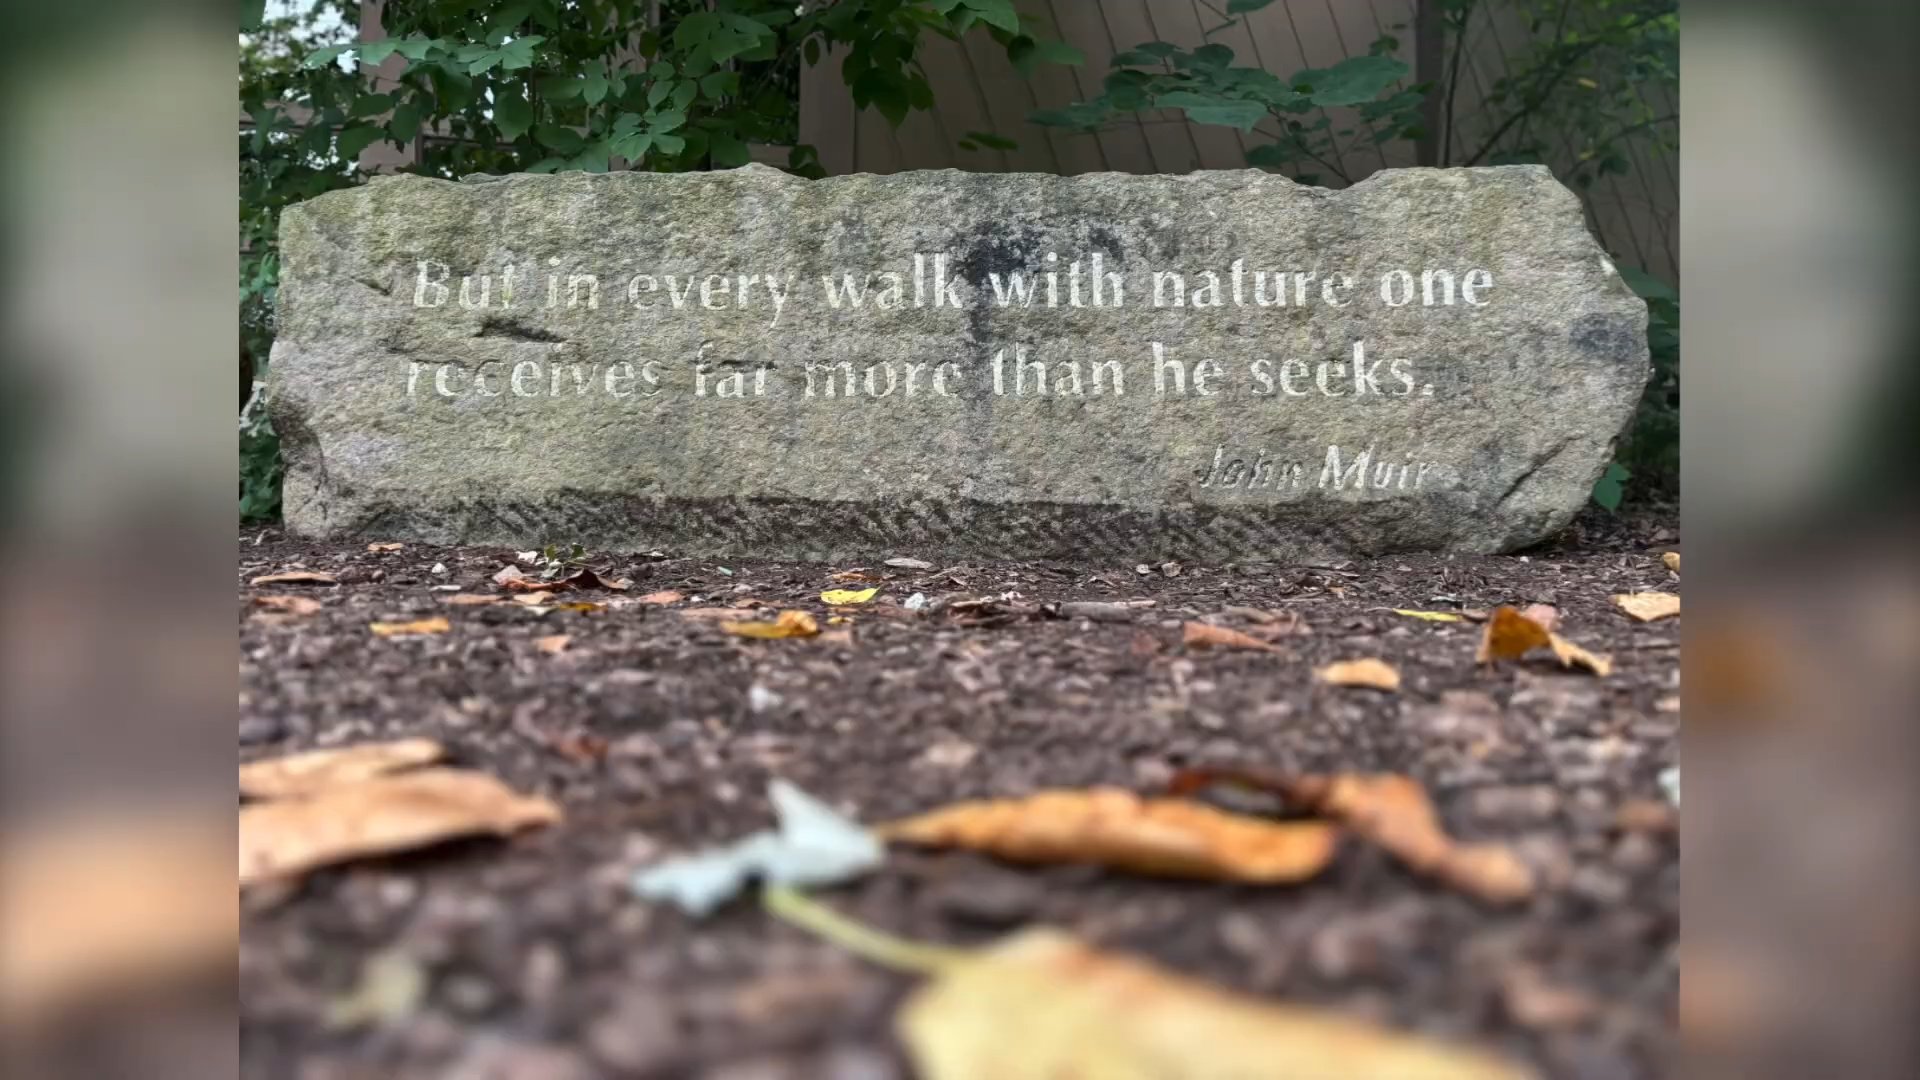 But in every walk with nature one
receives far more than he seeks.
John Muir